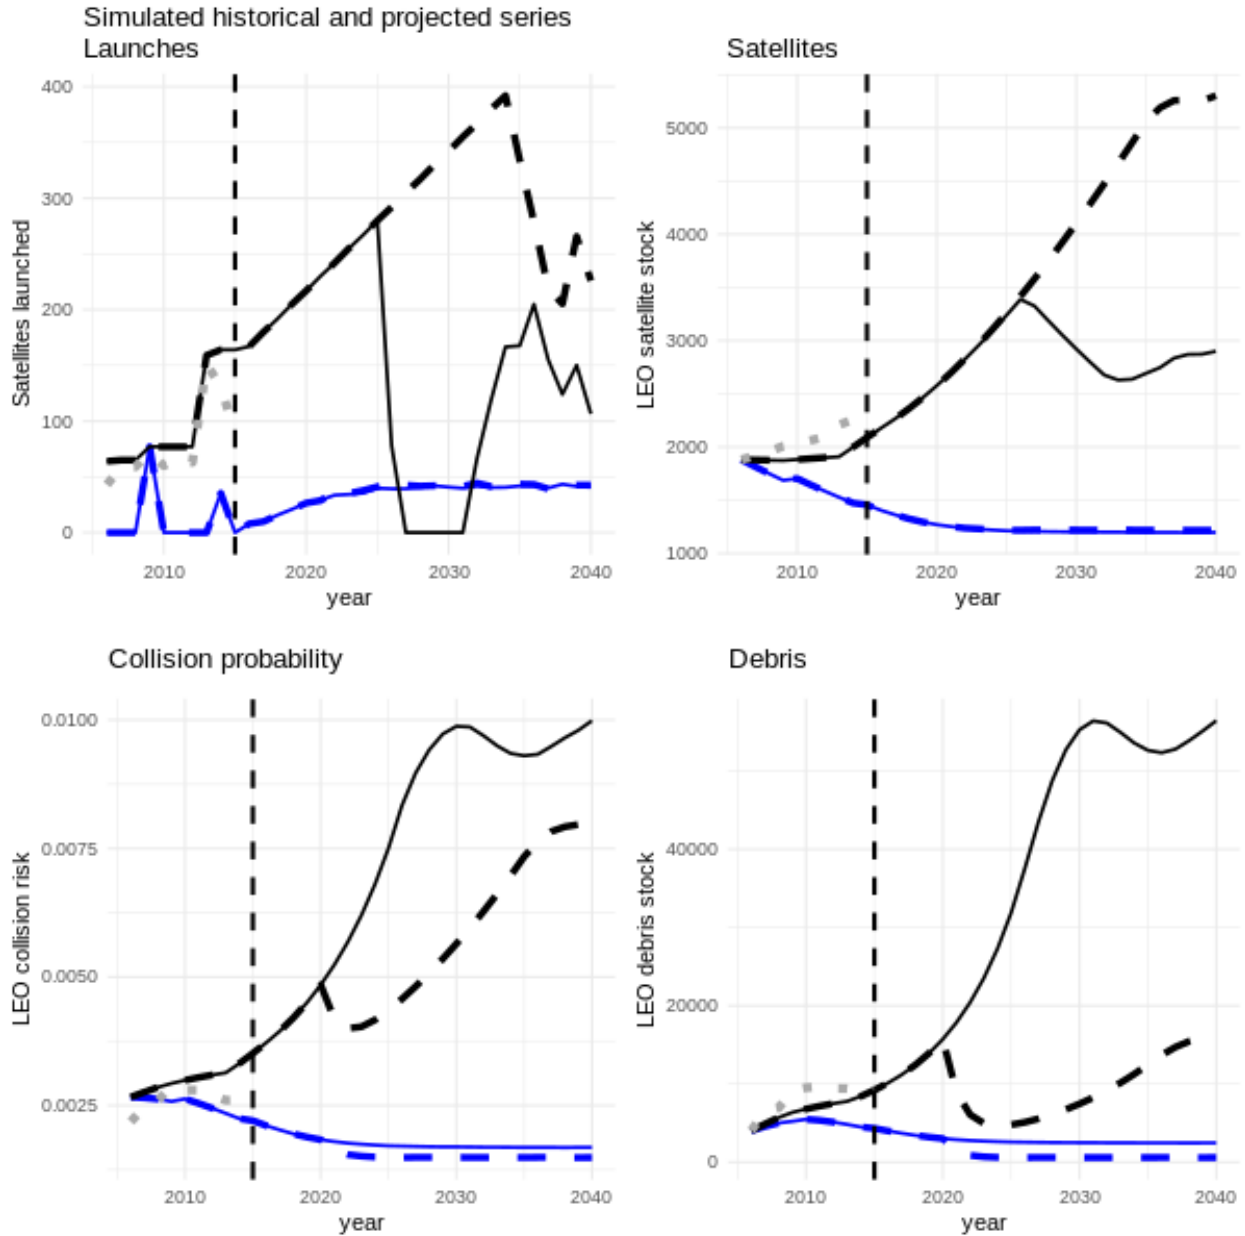 Simulated historical and projected series
Launches
Satellites launched
400
300
200
100
0
2010
2020
2030
2040
year
Satellites
LEO satellite stock
5000
4000
3000
2000
1000
2010
2020
2030
2040
year
Collision probability
LEO collision risk
0.0100
0.0075
0.0050
0.0025
2010
2020
2030
2040
year
Debris
LEO debris stock
40000
20000
0
2010
2020
2030
2040
year